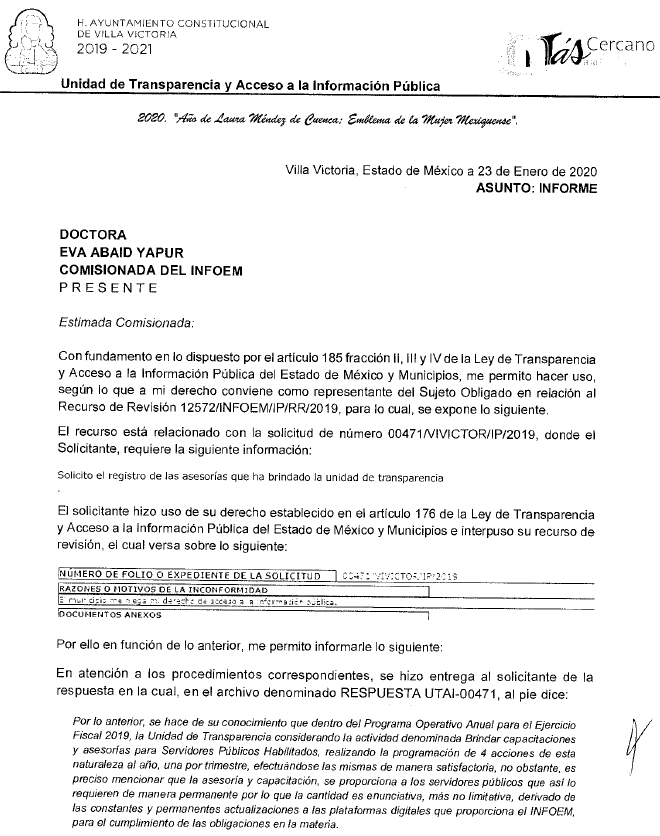 H. AYUNTAMIENTO CONSTITUCIONAL
DE VILLA VICTORIA
2019 - 2021
Más Cercano
Unidad de Transparencia y Acceso a la Información Pública
2020. "Año de Laura Méndez de Cuenca; Emblema de la Mujer Mexiquense".
Villa Victoria, Estado de México a 23 de Enero de 2020
ASUNTO: INFORME
DOCTORA
EVA ABAID YAPUR
COMISIONADA DEL INFOEM
P R E S E N T E
Estimada Comisionada:
Con fundamento en lo dispuesto por el artículo 185 fracción II, III y IV de la Ley de Transparencia
y Acceso a la Información Pública del Estado de México y Municipios, me permito hacer uso,
según lo que a mi derecho conviene como representante del Sujeto Obligado en relación al
Recurso de Revisión 12572/INFOEM/IP/RR/2019, para lo cual, se expone lo siguiente.
El recurso está relacionado con la solicitud de número 00471/VIVICTOR/IP/2019, donde el
Solicitante, requiere la siguiente información:
Solicito el registro de las asesorías que ha brindado la unidad de transparencia
.
El solicitante hizo uso de su derecho establecido en el artículo 176 de la Ley de Transparencia
y Acceso a la Información Pública del Estado de México y Municipios e interpuso su recurso de
revisión, el cual versa sobre lo siguiente:
NÚMERO DE FOLIO O EXPEDIENTE DE LA SOLICITUD 00471/VIVICTOR/IP/2019
RAZONES O MOTIVOS DE LA INCONFORMIDAD
El municipio me niega mi derecho de acceso a la información pública.
DOCUMENTOS ANEXOS
Por ello en función de lo anterior, me permito informarle lo siguiente:
En atención a los procedimientos correspondientes, se hizo entrega al solicitante de la
respuesta en la cual, en el archivo denominado RESPUESTA UTAI-00471, al pie dice:
Por lo anterior, se hace de su conocimiento que dentro del Programa Operativo Anual para el Ejercicio
Fiscal 2019, la Unidad de Transparencia considerando la actividad denominada Brindar capacitaciones
y asesorías para Servidores Públicos Habilitados, realizando la programación de 4 acciones de esta
naturaleza al año, una por trimestre, efectuándose las mismas de manera satisfactoria, no obstante, es
preciso mencionar que la asesoría y capacitación, se proporciona a los servidores públicos que así lo
requieren de manera permanente por lo que la cantidad es enunciativa, más no limitativa, derivado de
las constantes y permanentes actualizaciones a las plataformas digitales que proporciona el INFOEM,
para el cumplimiento de las obligaciones en la materia.